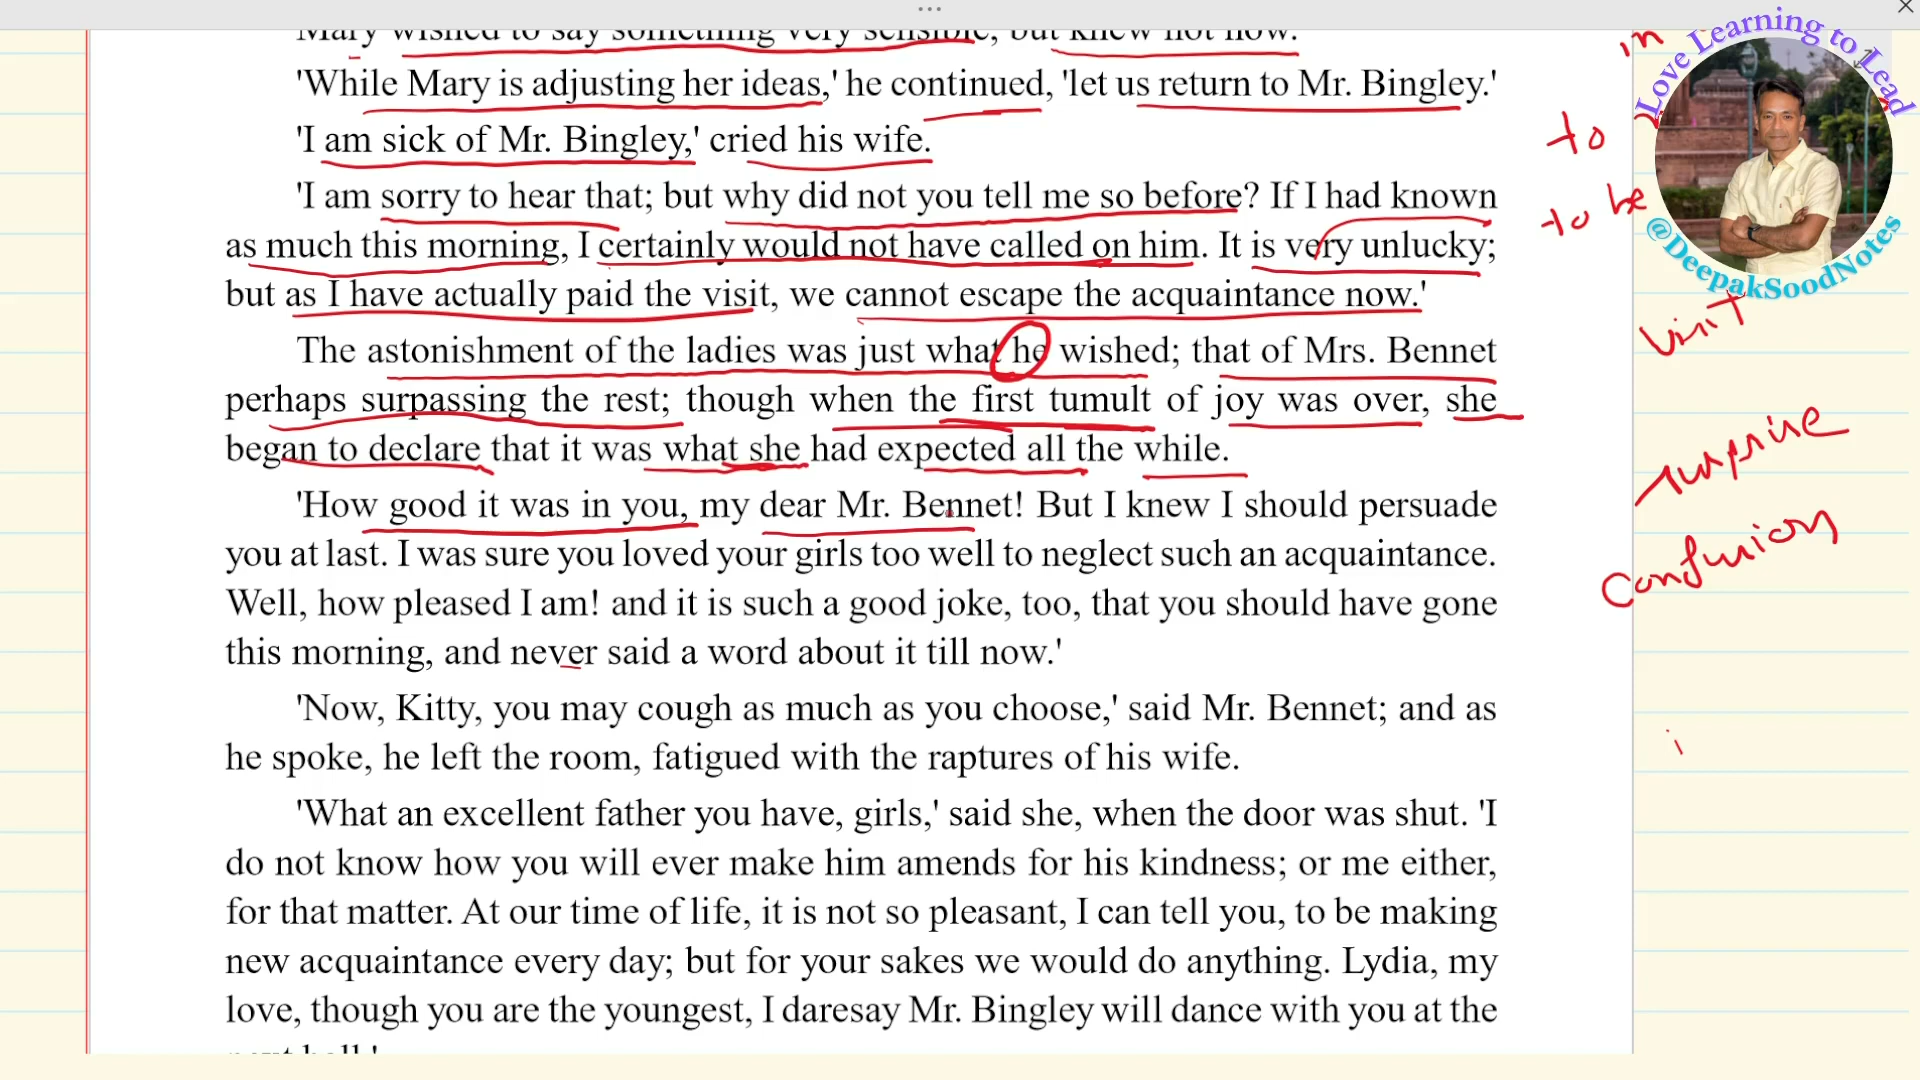 Mary wished to say something very sensible, but knew not how.
'While Mary is adjusting her ideas,' he continued, 'let us return to Mr. Bingley.'
'I am sick of Mr. Bingley,' cried his wife.
'I am sorry to hear that; but why did not you tell me so before? If I had known
as much this morning, I certainly would not have called on him. It is very unlucky;
but as I have actually paid the visit, we cannot escape the acquaintance now.'
The astonishment of the ladies was just what he wished; that of Mrs. Bennet
perhaps surpassing the rest; though when the first tumult of joy was over, she
began to declare that it was what she had expected all the while.
'How good it was in you, my dear Mr. Bennet! But I knew I should persuade
you at last. I was sure you loved your girls too well to neglect such an acquaintance.
Well, how pleased I am! and it is such a good joke, too, that you should have gone
this morning, and never said a word about it till now.'
'Now, Kitty, you may cough as much as you choose,' said Mr. Bennet; and as
he spoke, he left the room, fatigued with the raptures of his wife.
'What an excellent father you have, girls,' said she, when the door was shut. 'I
do not know how you will ever make him amends for his kindness; or me either,
for that matter. At our time of life, it is not so pleasant, I can tell you, to be making
new acquaintance every day; but for your sakes we would do anything. Lydia, my
love, though you are the youngest, I daresay Mr. Bingley will dance with you at the
next ball.'
in
to
to be
visit
surprise
Confusion
i
Love Learning to Lead
@DeepakSoodNotes